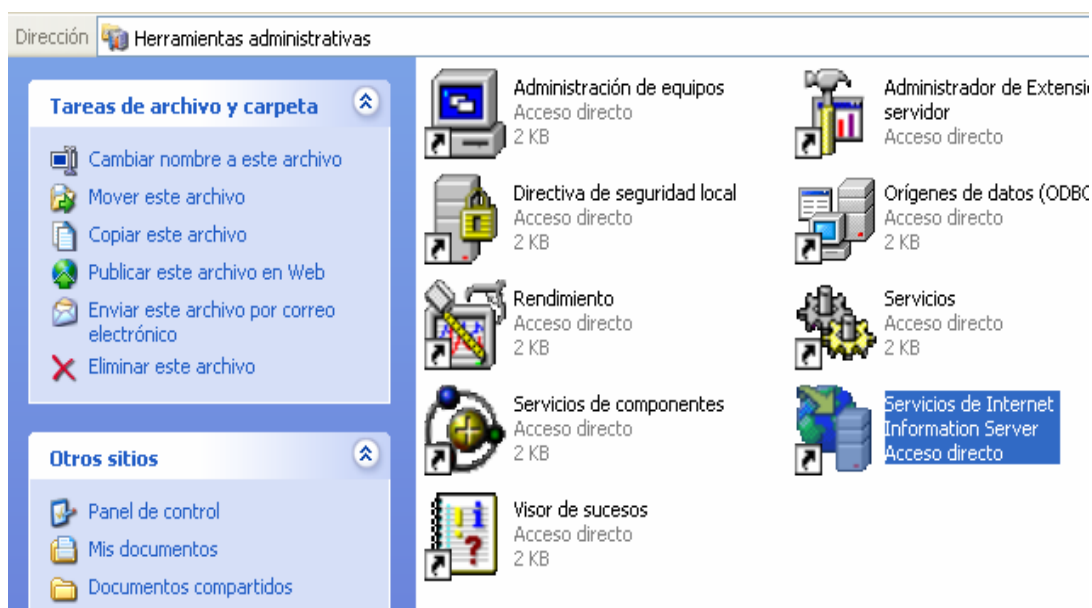 Dirección Herramientas administrativas
Tareas de archivo y carpeta
Cambiar nombre a este archivo
Mover este archivo
Copiar este archivo
Publicar este archivo en Web
Enviar este archivo por correo
electrónico
Eliminar este archivo
Otros sitios
Panel de control
Mis documentos
Documentos compartidos
Administración de equipos
Acceso directo
2 KB
Administrador de Extensi
servidor
Acceso directo
Directiva de seguridad local
Acceso directo
2 KB
Orígenes de datos (ODBC
Acceso directo
2 KB
Rendimiento
Acceso directo
2 KB
Servicios
Acceso directo
2 KB
Servicios de componentes
Acceso directo
2 KB
Servicios de Internet
Information Server
Acceso directo
Visor de sucesos
Acceso directo
2 KB